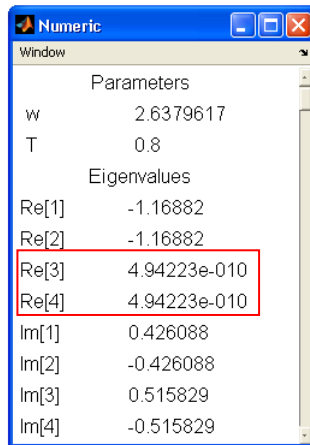 Numeric
Window
Parameters
w 2.6379617
T 0.8
Eigenvalues
Re[1] -1.16882
Re[2] -1.16882
Re[3] 4.94223e-010
Re[4] 4.94223e-010
Im[1] 0.426088
Im[2] -0.426088
Im[3] 0.515829
Im[4] -0.515829